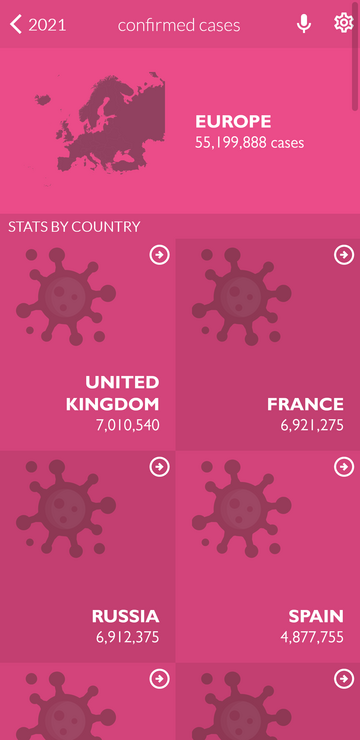 2021
confirmed cases
EUROPE
55,199,888 cases
STATS BY COUNTRY
UNITED
KINGDOM
7,010,540
FRANCE
6,921,275
RUSSIA
6,912,375
SPAIN
4,877,755